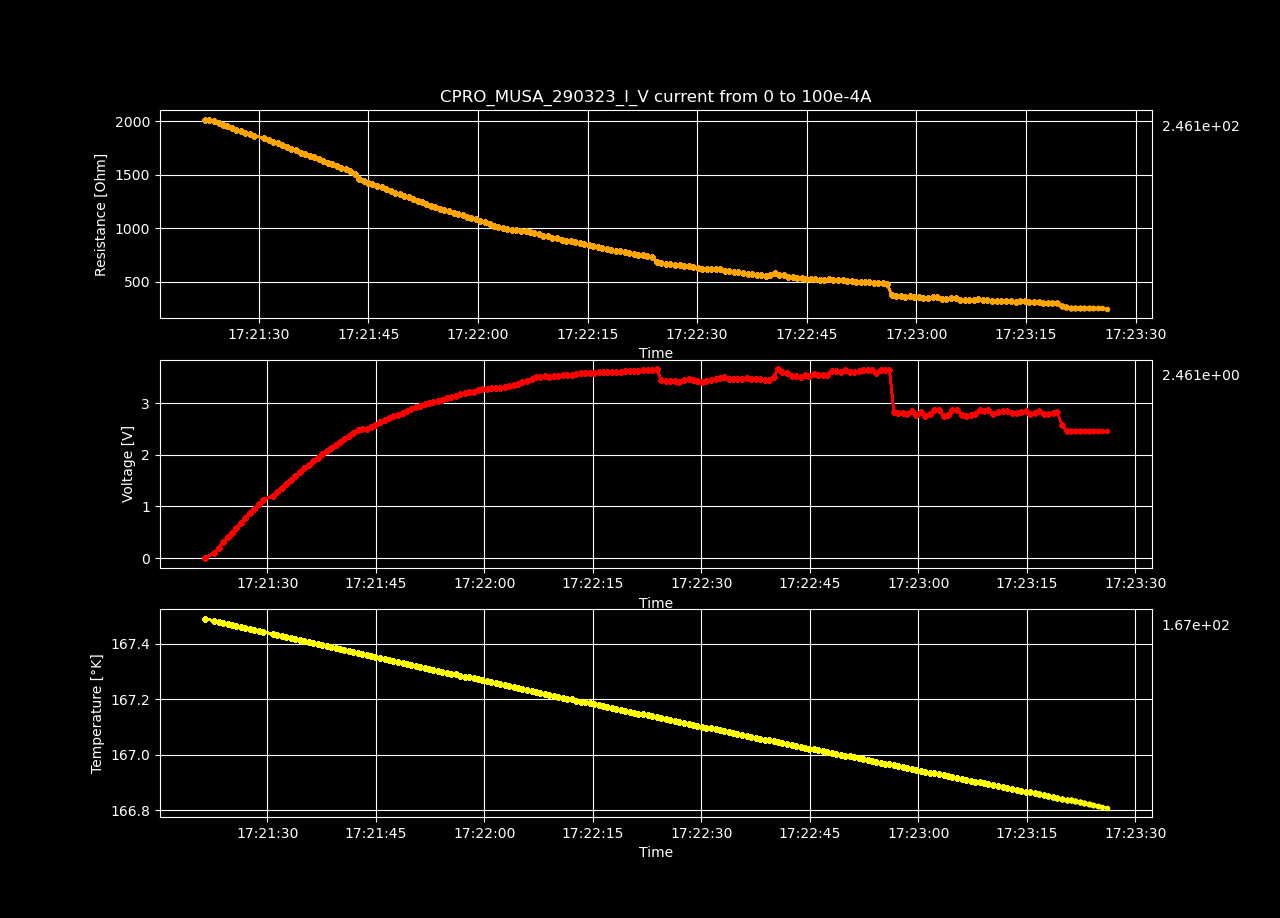 CPRO_MUSA_290323_I_V current from 0 to 100e-4A
2000
1500
1000
500
Resistance [Ohm]
2.461e+02
17:21:30 17:21:45 17:22:00 17:22:15 17:22:30 17:22:45 17:23:00 17:23:15 17:23:30
Time
3
2
1
0
Voltage [V]
2.461e+00
17:21:30 17:21:45 17:22:00 17:22:15 17:22:30 17:22:45 17:23:00 17:23:15 17:23:30
Time
167.4
167.2
167.0
166.8
Temperature [°K]
1.67e+02
17:21:30 17:21:45 17:22:00 17:22:15 17:22:30 17:22:45 17:23:00 17:23:15 17:23:30
Time